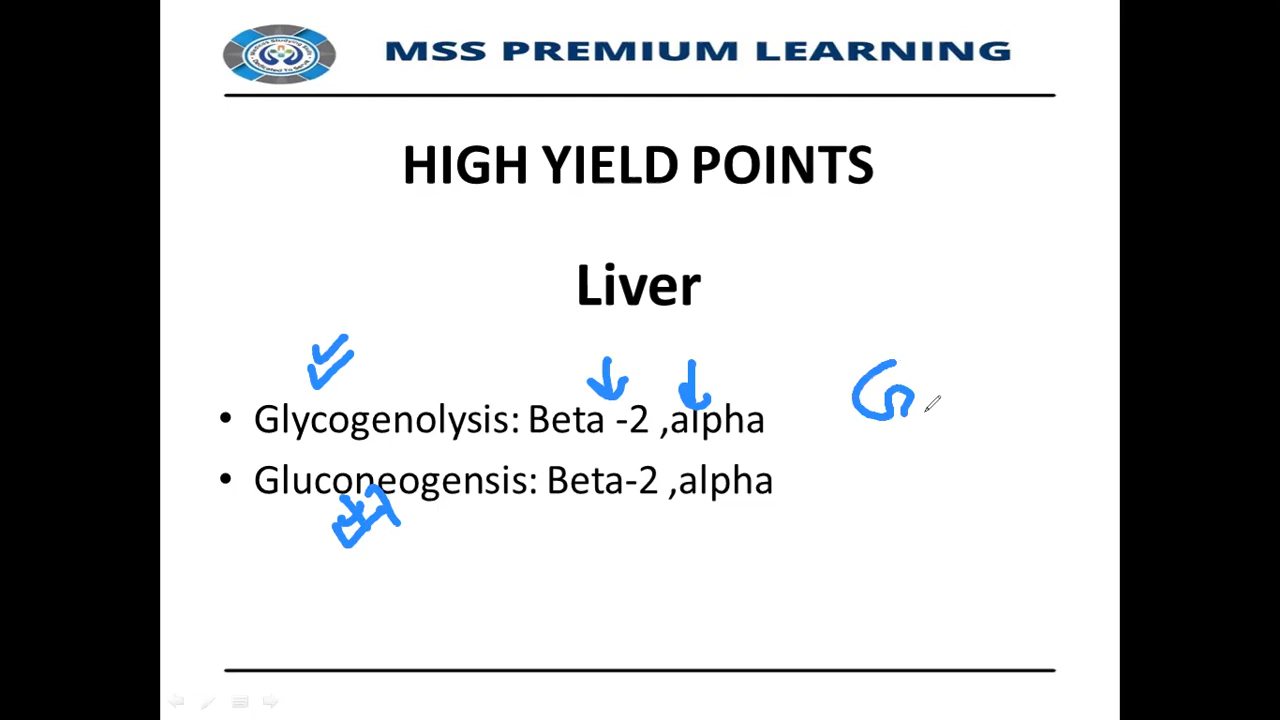 MSS PREMIUM LEARNING
HIGH YIELD POINTS
Liver
• Glycogenolysis: Beta -2 ,alpha
G
• Gluconeogensis: Beta-2 ,alpha